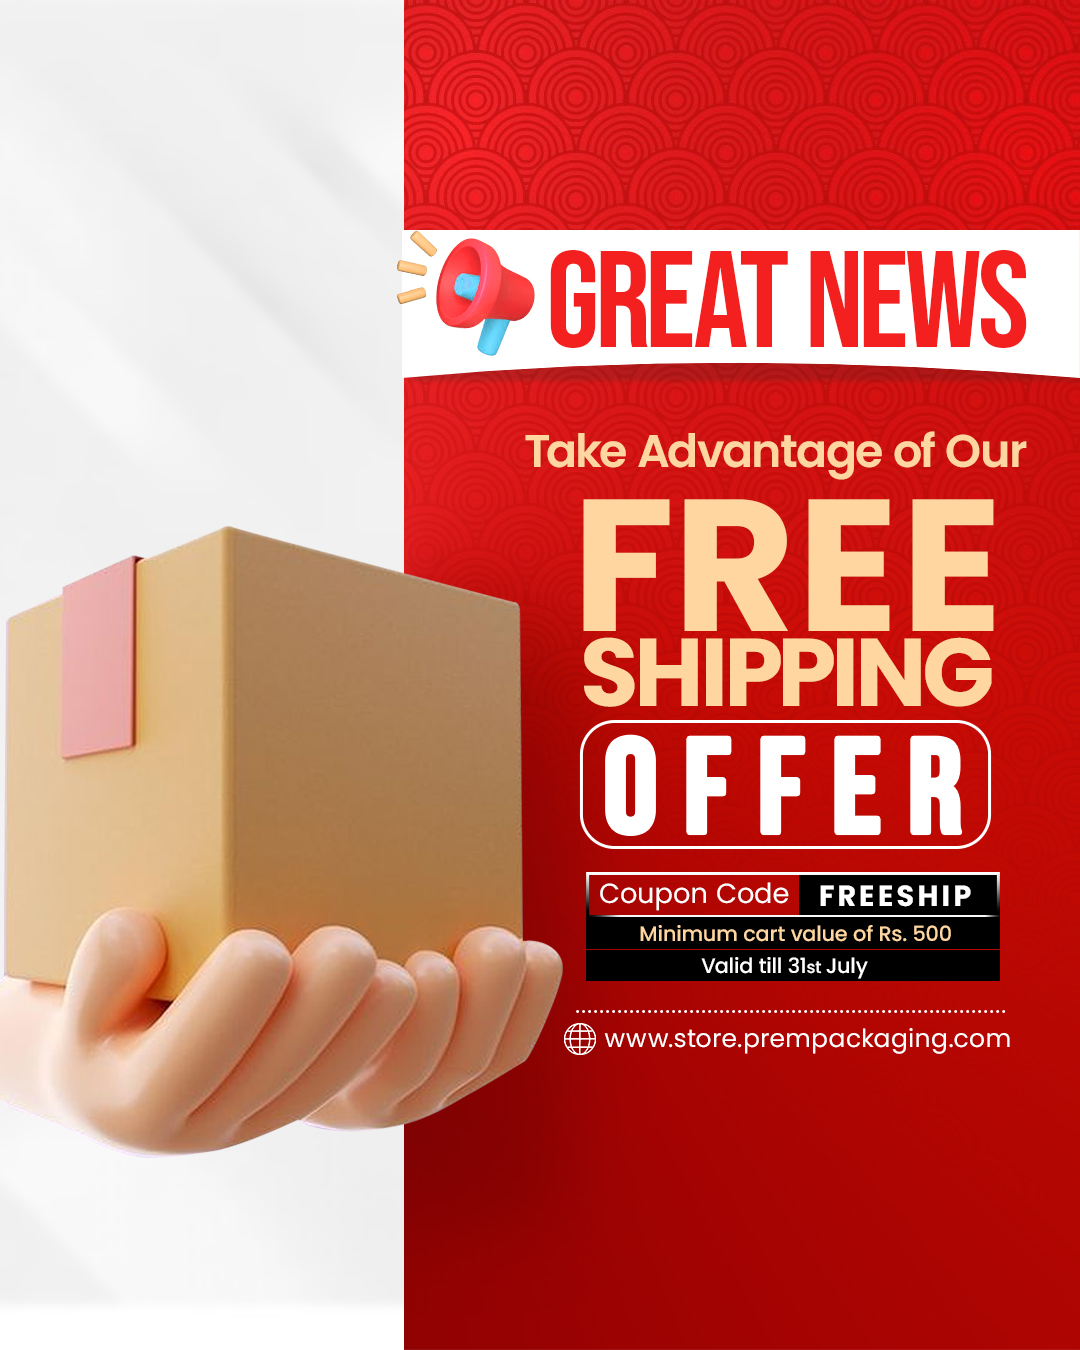 GREAT NEWS
Take Advantage of Our
FREE
SHIPPING
OFFER
Coupon Code FREESHIP
Minimum cart value of Rs. 500
Valid till 31st July
www.store.prempackaging.com